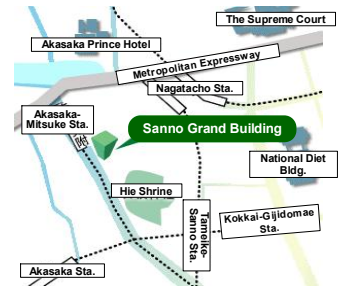 The Supreme Court
Akasaka Prince Hotel
Metropolitan Expressway
Nagatacho Sta.
Akasaka-
Mitsuke Sta.
Sanno Grand Building
National Diet
Bldg.
Hie Shrine
Tameike-
Sanno Sta.
Kokkai-Gijidomae
Sta.
Akasaka Sta.